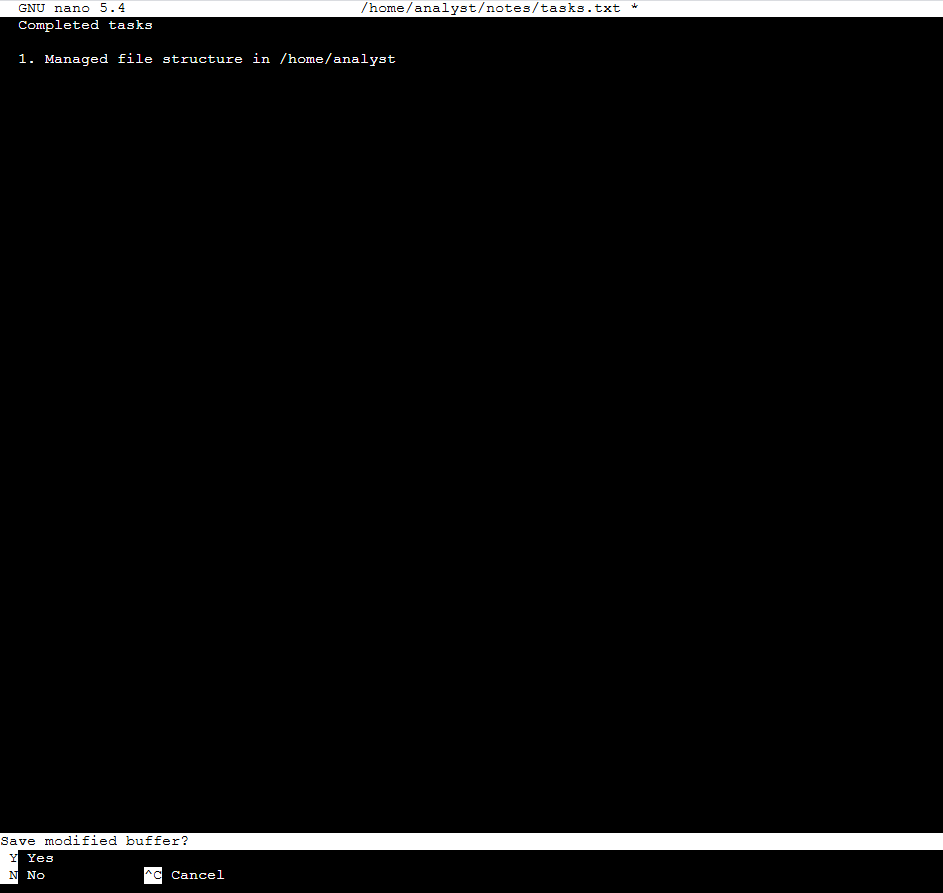 GNU nano 5.4 /home/analyst/notes/tasks.txt *
Completed tasks
1. Managed file structure in /home/analyst
Save modified buffer?
Y Yes
N No ^C Cancel